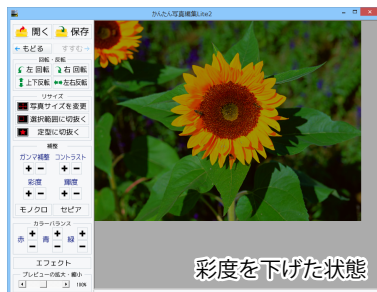 かんたん写真編集Lite2
開く 保存
←もどる すすむ→
回転・反転
左 回転 右 回転
上下反転 左右反転
リサイズ
写真サイズを変更
選択範囲に切抜く
定型に切抜く
補整
ガンマ補整 コントラスト
+ - + -
彩度 輝度
+ - + -
モノクロ セピア
カラーバランス
赤 + - 青 + - 緑 + -
エフェクト
プレビューの拡大・縮小
100%
彩度を下げた状態